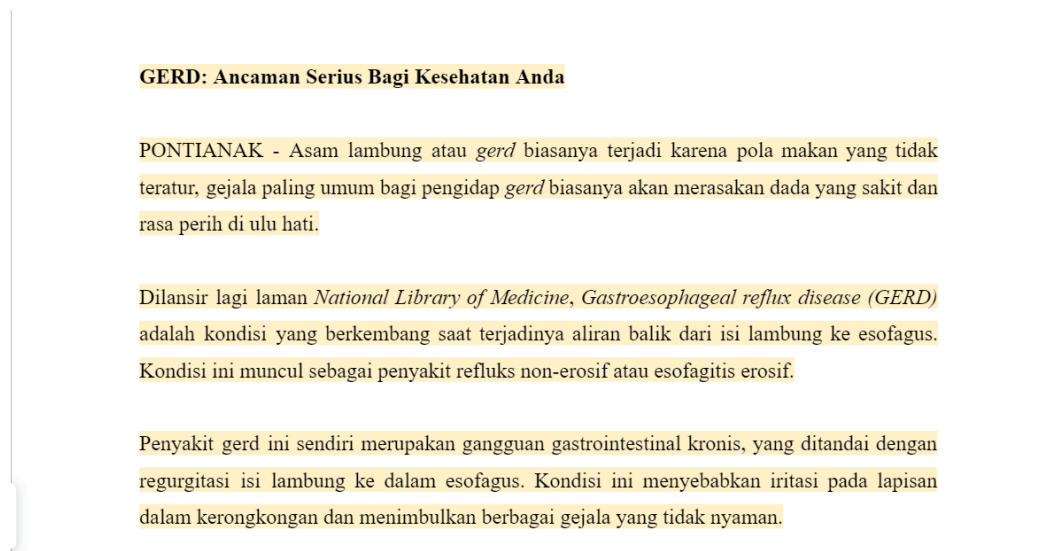 GERD: Ancaman Serius Bagi Kesehatan Anda
PONTIANAK - Asam lambung atau gerd biasanya terjadi karena pola makan yang tidak
teratur, gejala paling umum bagi pengidap gerd biasanya akan merasakan dada yang sakit dan
rasa perih di ulu hati.
Dilansir lagi laman National Library of Medicine, Gastroesophageal reflux disease (GERD)
adalah kondisi yang berkembang saat terjadinya aliran balik dari isi lambung ke esofagus.
Kondisi ini muncul sebagai penyakit refluks non-erosif atau esofagitis erosif.
Penyakit gerd ini sendiri merupakan gangguan gastrointestinal kronis, yang ditandai dengan
regurgitasi isi lambung ke dalam esofagus. Kondisi ini menyebabkan iritasi pada lapisan
dalam kerongkongan dan menimbulkan berbagai gejala yang tidak nyaman.